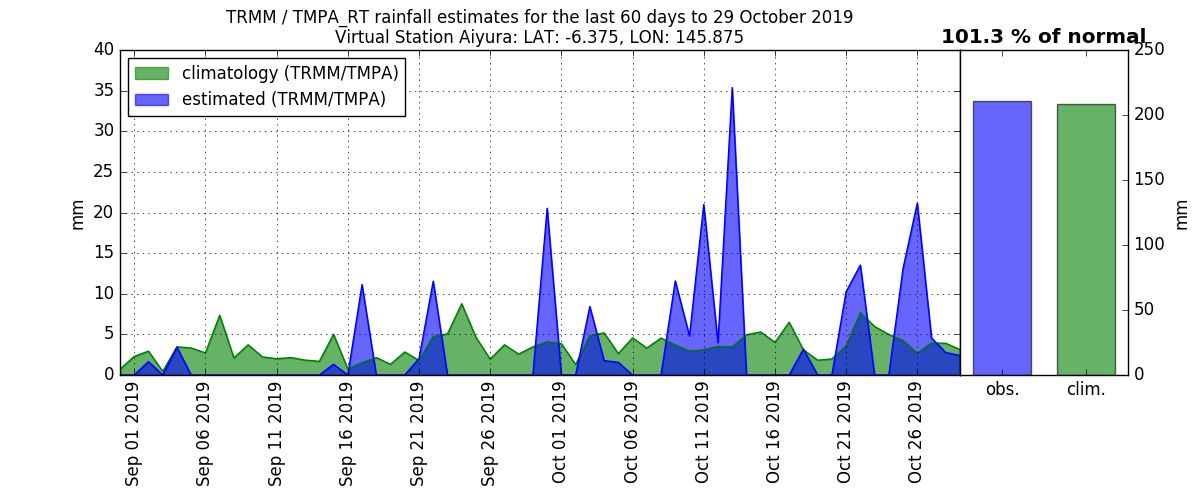 TRMM / TMPA_RT rainfall estimates for the last 60 days to 29 October 2019
Virtual Station Aiyura: LAT: -6.375, LON: 145.875
101.3 % of normal
climatology (TRMM/TMPA)
estimated (TRMM/TMPA)
40
35
30
25
20
15
10
5
0
mm
250
200
150
100
50
0
mm
Sep 01 2019
Sep 06 2019
Sep 11 2019
Sep 16 2019
Sep 21 2019
Sep 26 2019
Oct 01 2019
Oct 06 2019
Oct 11 2019
Oct 16 2019
Oct 21 2019
Oct 26 2019
obs.
clim.